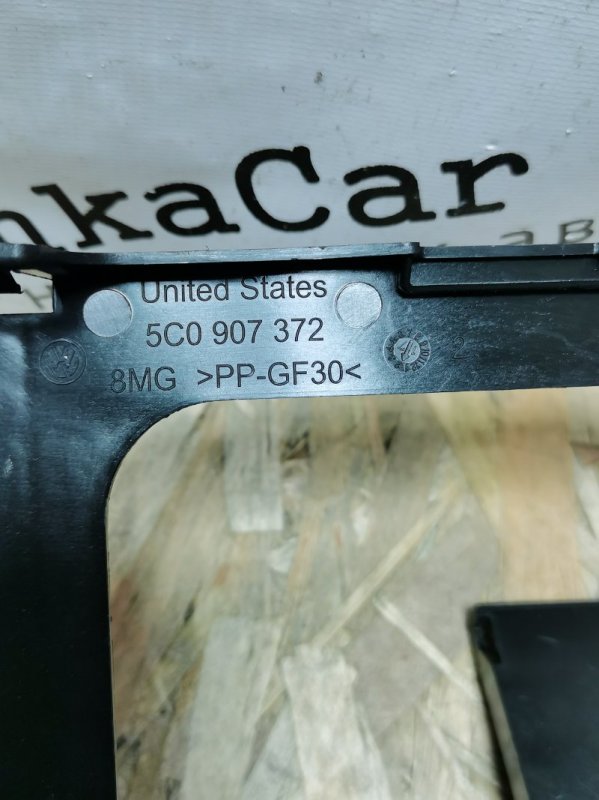 nkaCar
United States
5C0 907 372
8MG >PP-GF30<